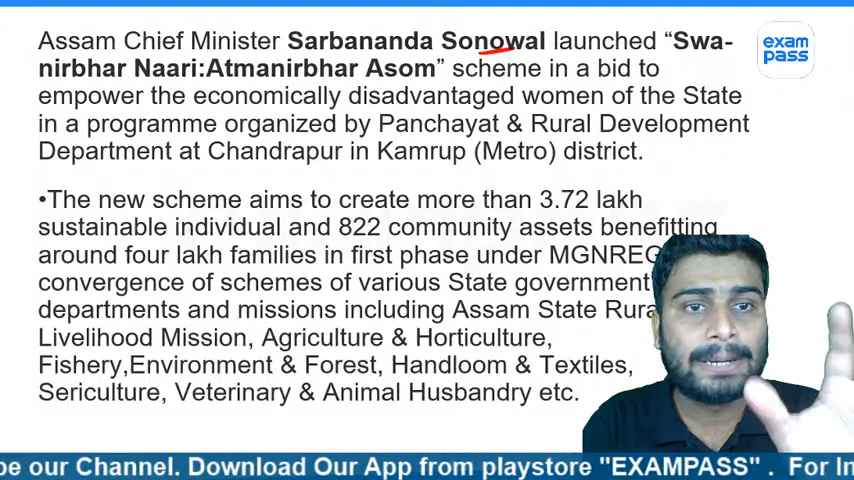 Assam Chief Minister Sarbananda Sonowal launched “Swa-
nirbhar Naari:Atmanirbhar Asom” scheme in a bid to
empower the economically disadvantaged women of the State
in a programme organized by Panchayat & Rural Development
Department at Chandrapur in Kamrup (Metro) district.
•The new scheme aims to create more than 3.72 lakh
sustainable individual and 822 community assets benefitting
around four lakh families in first phase under MGNREG
convergence of schemes of various State government
departments and missions including Assam State Rura
Livelihood Mission, Agriculture & Horticulture,
Fishery,Environment & Forest, Handloom & Textiles,
Sericulture, Veterinary & Animal Husbandry etc.
exam
pass
be our Channel. Download Our App from playstore "EXAMPASS" . For In